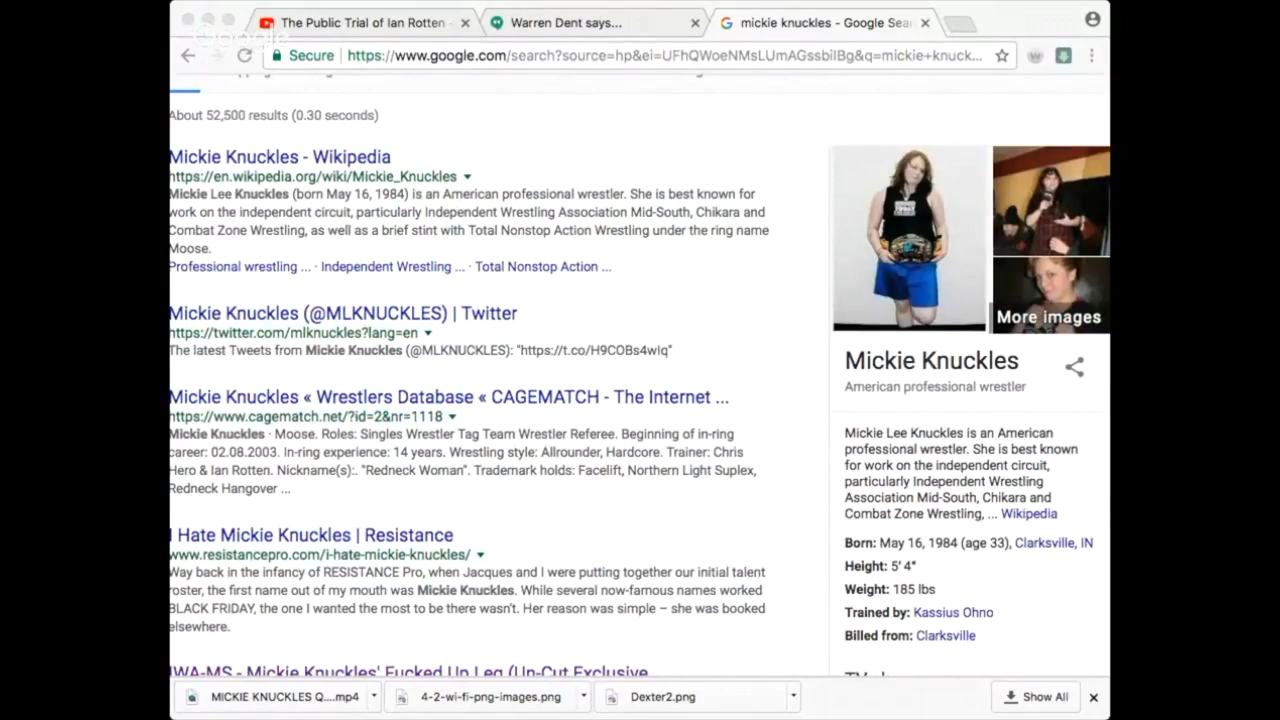 The Public Trial of Ian Rotten -
Warren Dent says...
mickie knuckles - Google Sea
Google
Secure
https://www.google.com/search?source=hp&ei=UFhQWoeNMsLUmAGssbiIBg&q=mickie+knuck...
About 52,500 results (0.30 seconds)
Mickie Knuckles - Wikipedia
https://en.wikipedia.org/wiki/Mickie_Knuckles
Mickie Lee Knuckles (born May 16, 1984) is an American professional wrestler. She is best known for
work on the independent circuit, particularly Independent Wrestling Association Mid-South, Chikara and
Combat Zone Wrestling, as well as a brief stint with Total Nonstop Action Wrestling under the ring name
Moose.
Professional wrestling ... · Independent Wrestling ... · Total Nonstop Action ...
Mickie Knuckles (@MLKNUCKLES) | Twitter
https://twitter.com/mlknuckles?lang=en
The latest Tweets from Mickie Knuckles (@MLKNUCKLES): "https://t.co/H9COBs4wIq"
Mickie Knuckles « Wrestlers Database « CAGEMATCH - The Internet ...
https://www.cagematch.net/?id=2&nr=1118
Mickie Knuckles · Moose. Roles: Singles Wrestler Tag Team Wrestler Referee. Beginning of in-ring
career: 02.08.2003. In-ring experience: 14 years. Wrestling style: Allrounder, Hardcore. Trainer: Chris
Hero & Ian Rotten. Nickname(s):. "Redneck Woman". Trademark holds: Facelift, Northern Light Suplex,
Redneck Hangover ...
I Hate Mickie Knuckles | Resistance
www.resistancepro.com/i-hate-mickie-knuckles/
Way back in the infancy of RESISTANCE Pro, when Jacques and I were putting together our initial talent
roster, the first name out of my mouth was Mickie Knuckles. While several now-famous names worked
BLACK FRIDAY, the one I wanted the most to be there wasn't. Her reason was simple – she was booked
elsewhere.
IWA-MS - Mickie Knuckles' Fucked Up Leg (Un-Cut Exclusive
More images
Mickie Knuckles
American professional wrestler
Mickie Lee Knuckles is an American
professional wrestler. She is best known
for work on the independent circuit,
particularly Independent Wrestling
Association Mid-South, Chikara and
Combat Zone Wrestling, ... Wikipedia
Born: May 16, 1984 (age 33), Clarksville, IN
Height: 5′ 4″
Weight: 185 lbs
Trained by: Kassius Ohno
Billed from: Clarksville
MICKIE KNUCKLES Q....mp4
4-2-wi-fi-png-images.png
Dexter2.png
Show All